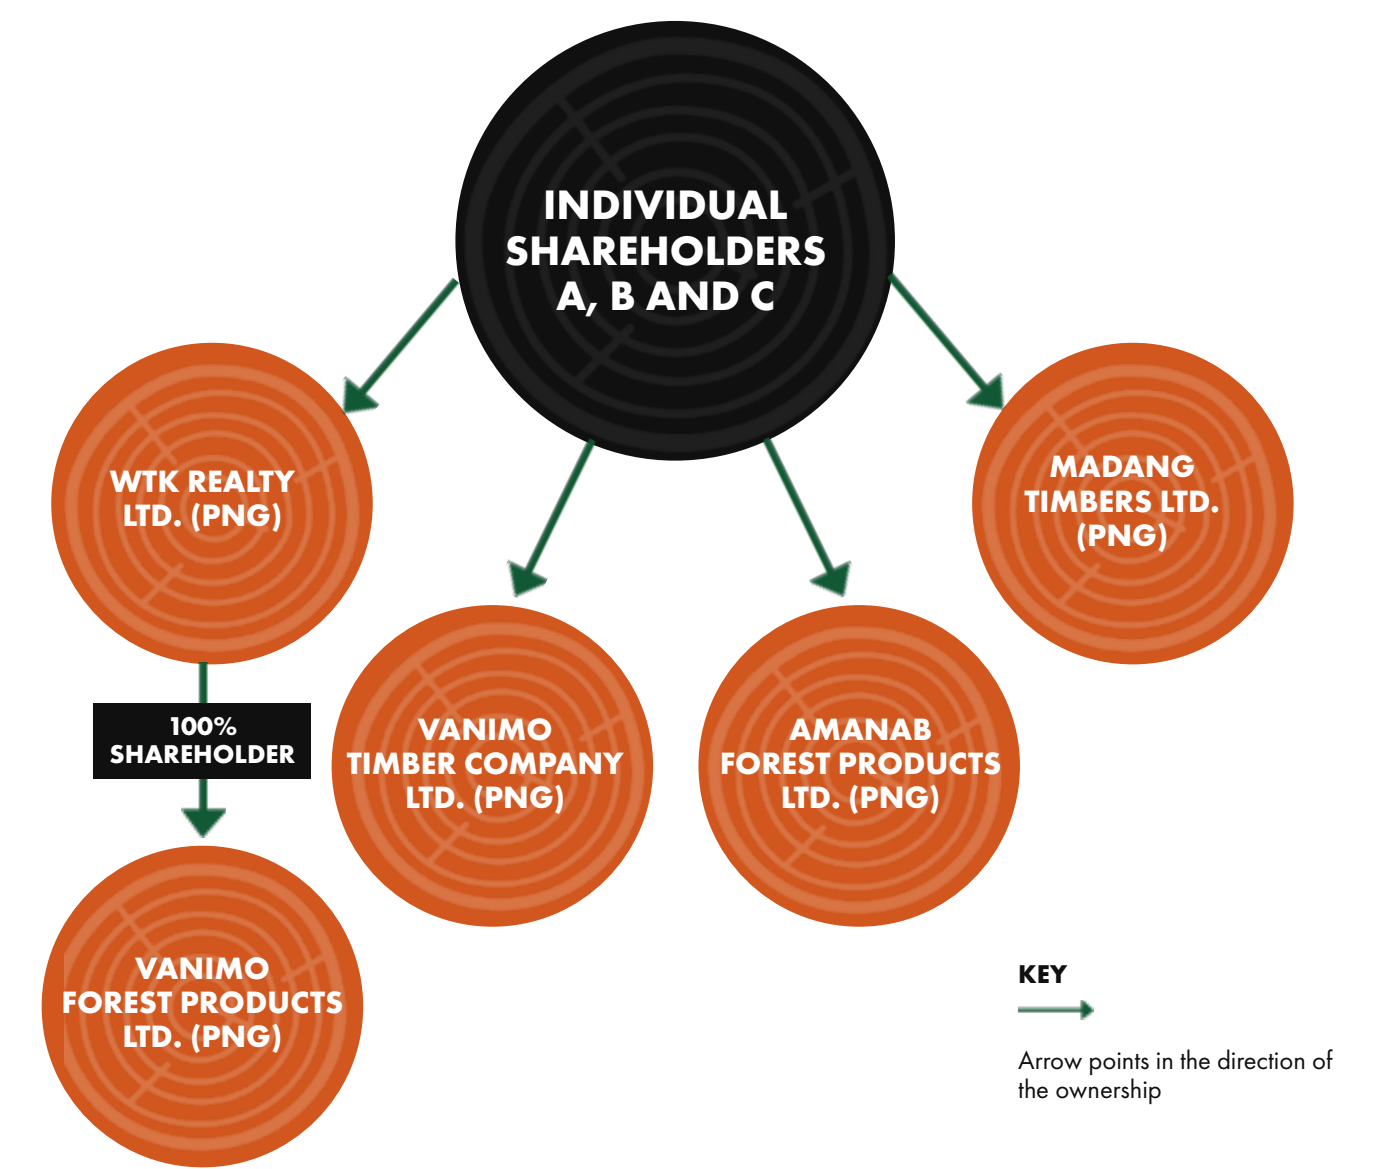 INDIVIDUAL
SHAREHOLDERS
A, B AND C
WTK REALTY
LTD. (PNG)
MADANG
TIMBERS LTD.
(PNG)
100%
SHAREHOLDER
VANIMO
TIMBER COMPANY
LTD. (PNG)
AMANAB
FOREST PRODUCTS
LTD. (PNG)
VANIMO
FOREST PRODUCTS
LTD. (PNG)
KEY
Arrow points in the direction of
the ownership